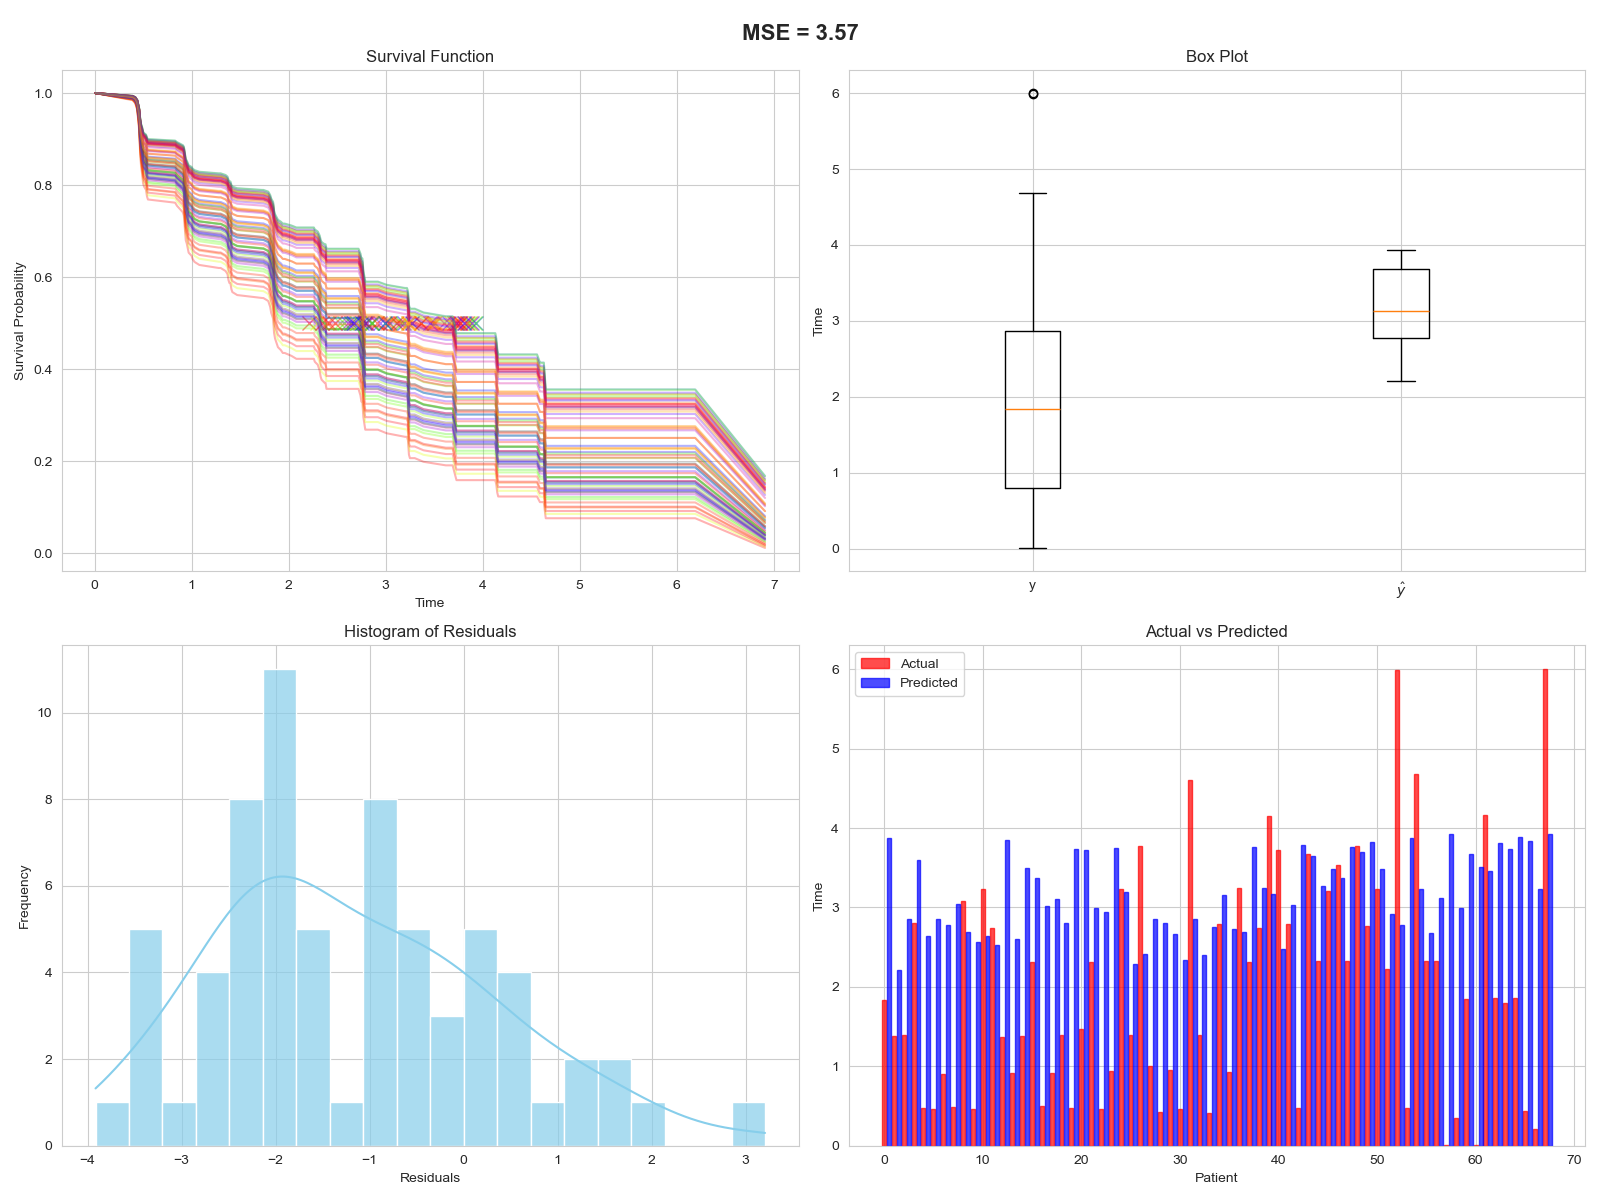 MSE = 3.57
Survival Function
Survival Probability
1.0
0.8
0.6
0.4
0.2
0.0
0 1 2 3 4 5 6 7
Time
Box Plot
Time
6
5
4
3
2
1
0
y ŷ
Histogram of Residuals
Frequency
10
8
6
4
2
0
−4 −3 −2 −1 0 1 2 3
Residuals
Actual vs Predicted
Actual
Predicted
Time
6
5
4
3
2
1
0
0 10 20 30 40 50 60 70
Patient